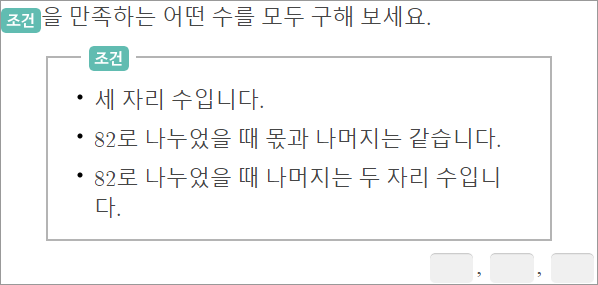 조건을 만족하는 어떤 수를 모두 구해 보세요.
조건
• 세 자리 수입니다.
• 82로 나누었을 때 몫과 나머지는 같습니다.
• 82로 나누었을 때 나머지는 두 자리 수입니
다.
, ,